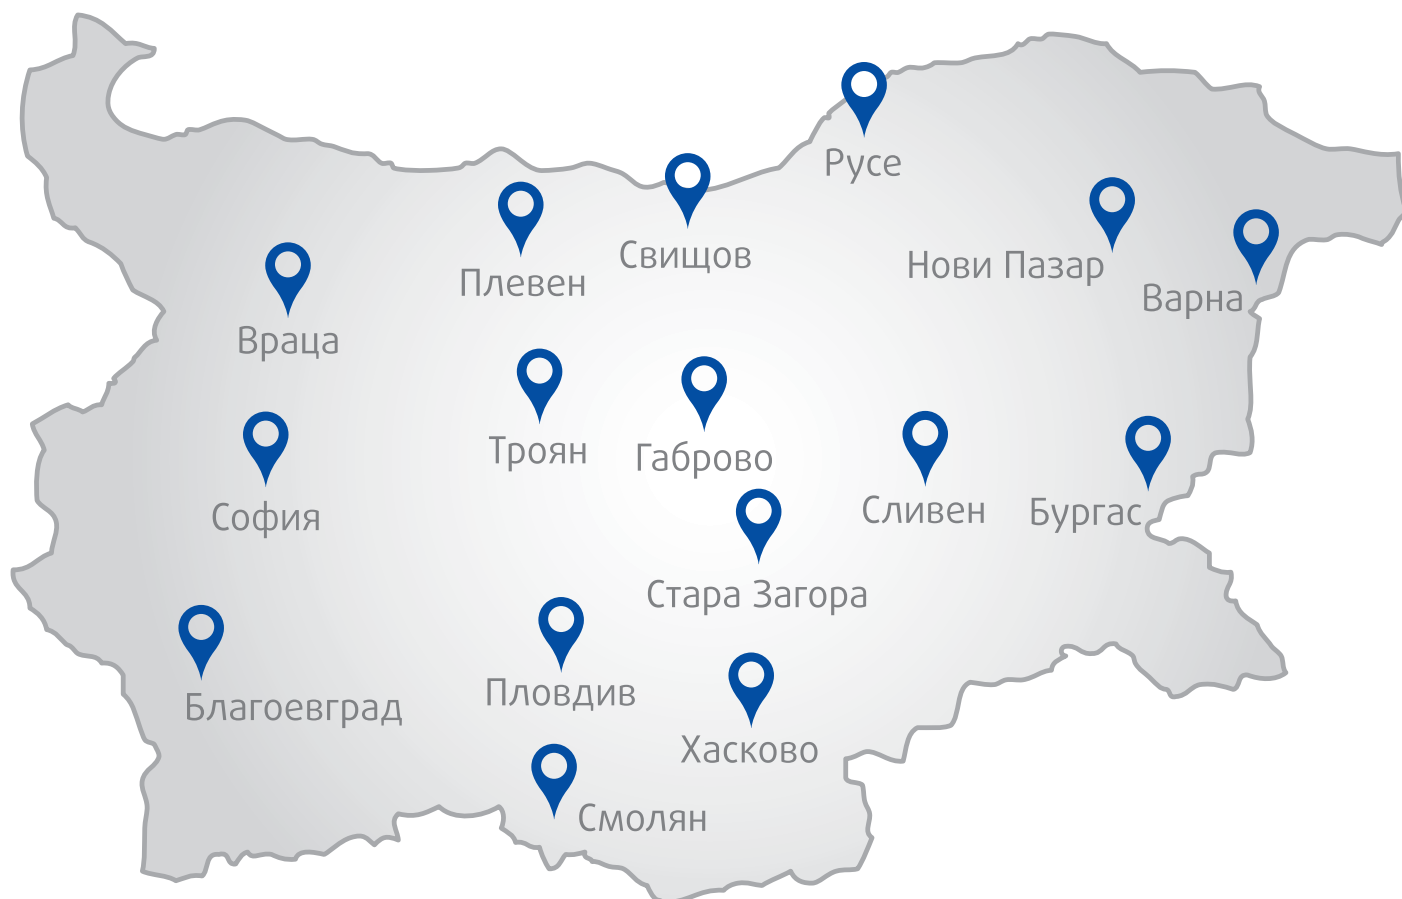 Русе
Свищов
Плевен
Нови Пазар
Варна
Враца
Троян
Габрово
София
Сливен
Бургас
Стара Загора
Благоевград
Пловдив
Хасково
Смолян